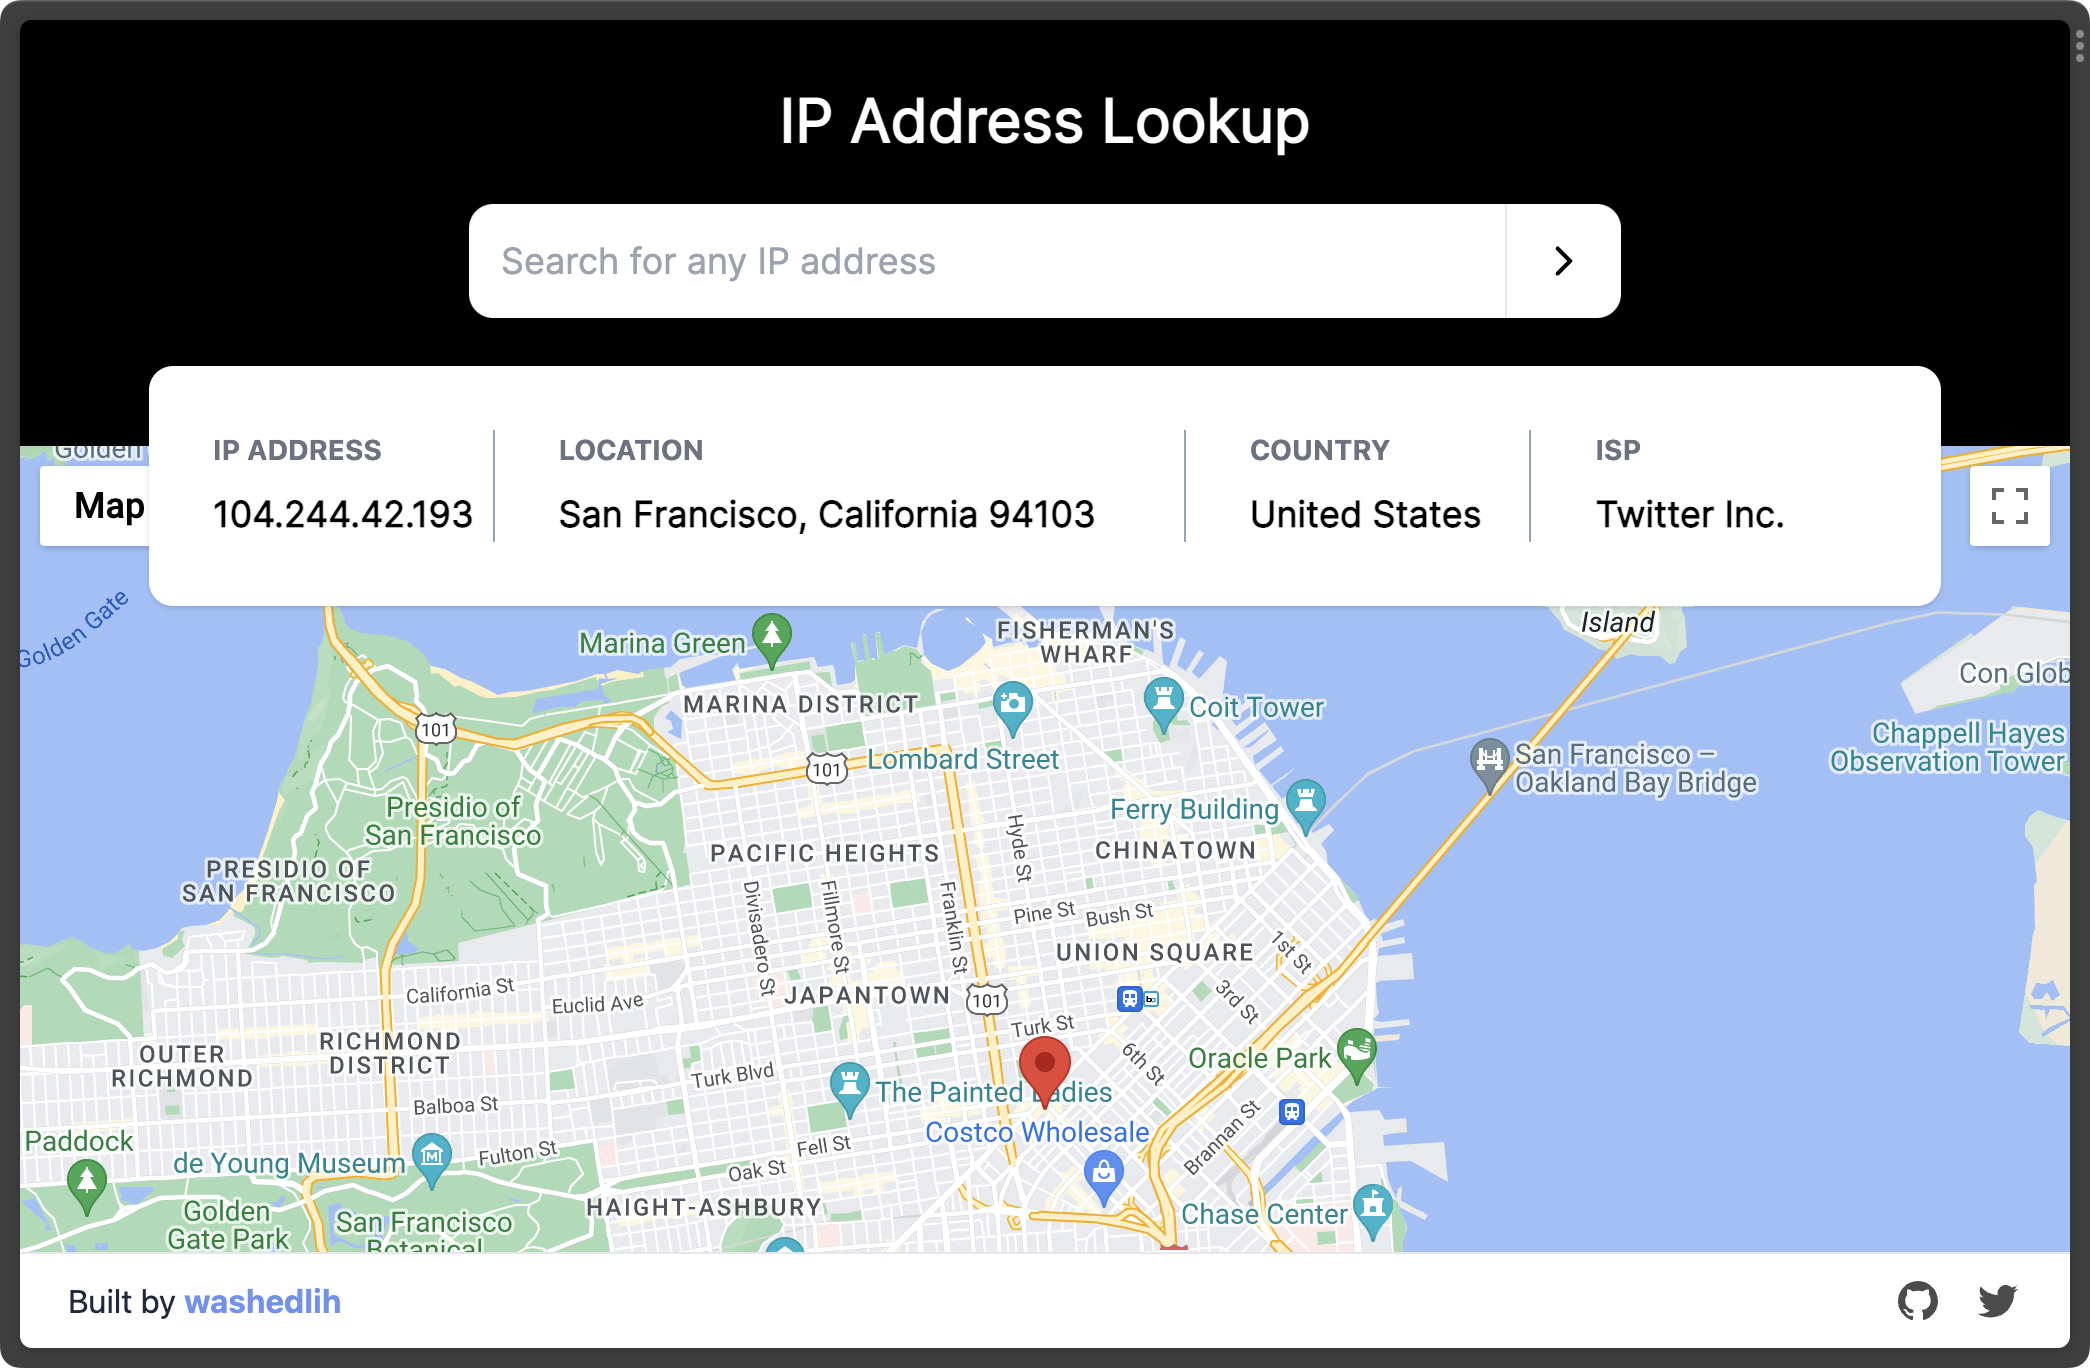 IP Address Lookup
Search for any IP address
IP ADDRESS
104.244.42.193
LOCATION
San Francisco, California 94103
COUNTRY
United States
ISP
Twitter Inc.
Golden
Map
Golden Gate
Marina Green
FISHERMAN'S
WHARF
Island
Con Glob
MARINA DISTRICT
Coit Tower
101
101
Lombard Street
San Francisco –
Oakland Bay Bridge
Chappell Hayes
Observation Tower
Presidio of
San Francisco
Ferry Building
Hyde St
PACIFIC HEIGHTS
CHINATOWN
PRESIDIO OF
SAN FRANCISCO
Divisadero St
Fillmore St
Franklin St
Pine St
Bush St
UNION SQUARE
1st St
California St
Euclid Ave
JAPANTOWN
101
3rd St
Turk St
RICHMOND
DISTRICT
OUTER
RICHMOND
6th St
Oracle Park
Turk Blvd
The Painted Ladies
Balboa St
Costco Wholesale
Brannan St
Paddock
de Young Museum
Fulton St
Fell St
Oak St
HAIGHT-ASHBURY
Golden
Gate Park
San Francisco
Botanical
Chase Center
Built by washedlih